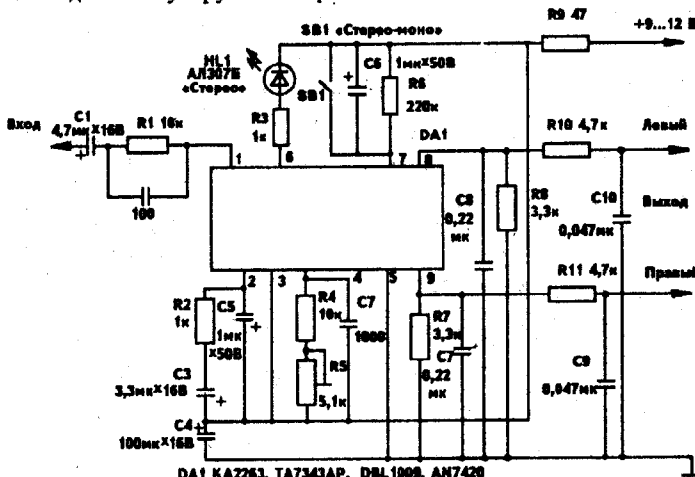 R9 47
+9...12 В
SB1 «Стерео-моно»
HL1
АЛ307Б
«Стерео»
C6
1мк×50В
R6
220к
SB1
R3
1к
C1
4,7мк×16В
Вход
+
R1 16к
100
1
6
7
8
DA1
R10 4,7к
Левый
C10
0,047мк
Выход
C8
0,22
мк
R8
3,3к
R11 4,7к
Правый
2
3
4
5
9
R2
1к
C5
1мк
×50В
R4
10к
C7
1000
R5
5,1к
R7
3,3к
C7
0,22
мк
C9
0,047мк
C3
3,3мк×16В
C4
100мк×16В
DA1 KA2263, TA7343AP, DBL1009, AN7420